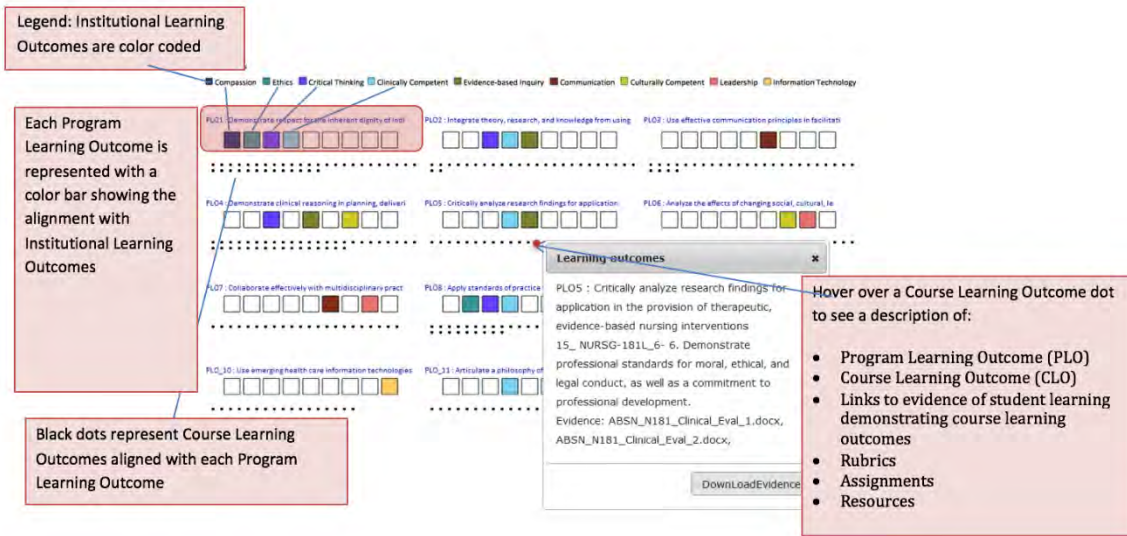 Legend: Institutional Learning
Outcomes are color coded
Compassion Ethics Critical Thinking Clinically Competent Evidence-based Inquiry Communication Culturally Competent Leadership Information Technology
Each Program
Learning Outcome is
represented with a
color bar showing the
alignment with
Institutional Learning
Outcomes
PLO1 : Demonstrate respect for the inherent dignity of indi
PLO2 : Integrate theory, research, and knowledge from using
PLO3 : Use effective communication principles in facilitati
PLO4 : Demonstrate clinical reasoning in planning, deliveri
PLO5 : Critically analyze research findings for application
PLO6 : Analyze the effects of changing social, cultural, le
PLO7 : Collaborate effectively with multidisciplinary pract
PLO8 : Apply standards of practice
PLO_10 : Use emerging health care information technologies
PLO_11 : Articulate a philosophy of
Learning outcomes
PLO5 : Critically analyze research findings for
application in the provision of therapeutic,
evidence-based nursing interventions
15_ NURSG-181L_6- 6. Demonstrate
professional standards for moral, ethical, and
legal conduct, as well as a commitment to
professional development.
Evidence: ABSN_N181_Clinical_Eval_1.docx,
ABSN_N181_Clinical_Eval_2.docx,
DownLoadEvidence
Hover over a Course Learning Outcome dot
to see a description of:
• Program Learning Outcome (PLO)
• Course Learning Outcome (CLO)
• Links to evidence of student learning
demonstrating course learning
outcomes
• Rubrics
• Assignments
• Resources
Black dots represent Course Learning
Outcomes aligned with each Program
Learning Outcome